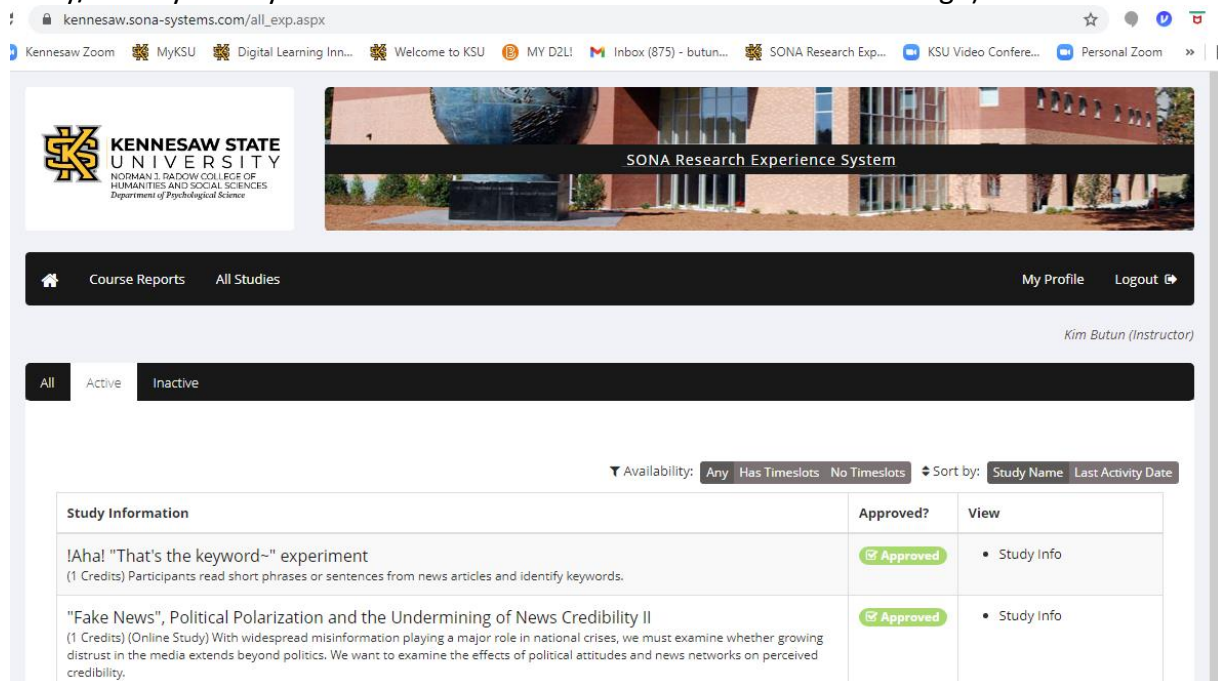 kennesaw.sona-systems.com/all_exp.aspx
Kennesaw Zoom MyKSU Digital Learning Inn... Welcome to KSU MY D2L! Inbox (875) - butun... SONA Research Exp... KSU Video Confere... Personal Zoom »
KENNESAW STATE
UNIVERSITY
NORMAN J. RADOW COLLEGE OF
HUMANITIES AND SOCIAL SCIENCES
Department of Psychological Science
SONA Research Experience System
Course Reports All Studies My Profile Logout
Kim Butun (Instructor)
All Active Inactive
Availability: Any Has Timeslots No Timeslots Sort by: Study Name Last Activity Date
Study Information Approved? View
!Aha! "That's the keyword~" experiment Approved • Study Info
(1 Credits) Participants read short phrases or sentences from news articles and identify keywords.
"Fake News", Political Polarization and the Undermining of News Credibility II Approved • Study Info
(1 Credits) (Online Study) With widespread misinformation playing a major role in national crises, we must examine whether growing
distrust in the media extends beyond politics. We want to examine the effects of political attitudes and news networks on perceived
credibility.